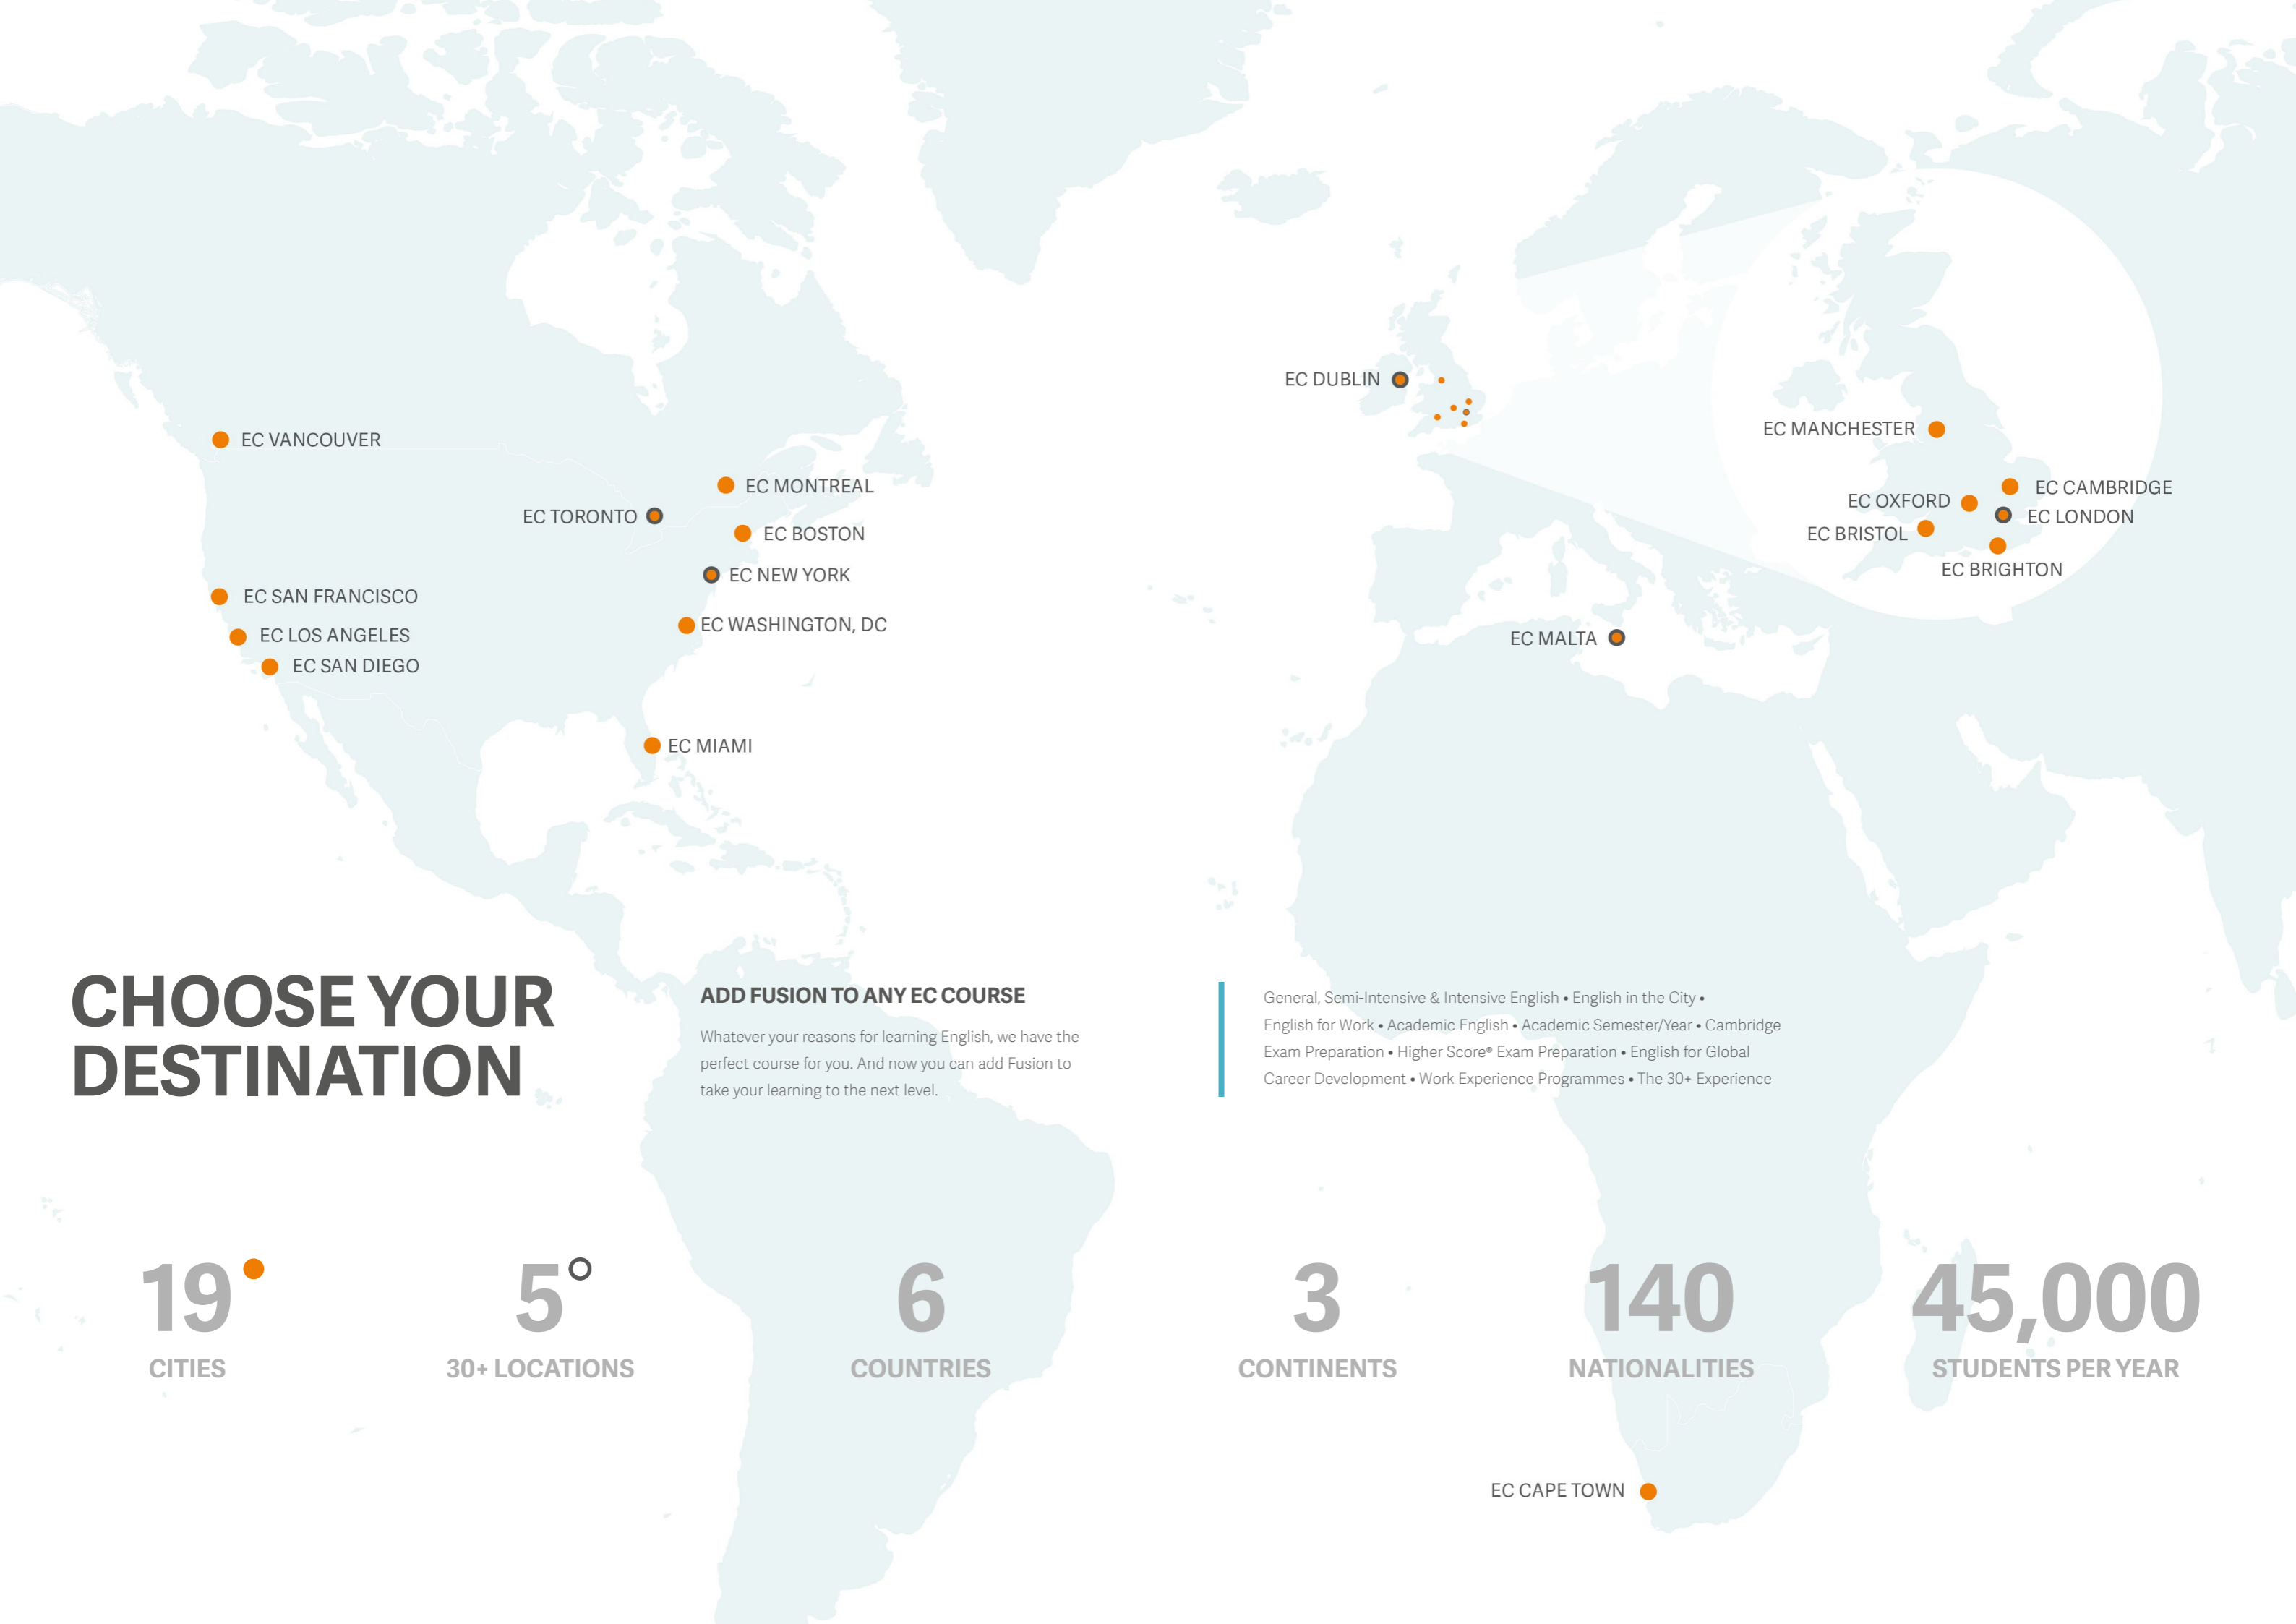 EC DUBLIN
EC MANCHESTER
EC CAMBRIDGE
EC OXFORD
EC LONDON
EC BRISTOL
EC BRIGHTON
EC VANCOUVER
EC MONTREAL
EC TORONTO
EC BOSTON
EC NEW YORK
EC SAN FRANCISCO
EC WASHINGTON, DC
EC LOS ANGELES
EC SAN DIEGO
EC MALTA
EC MIAMI
CHOOSE YOUR
DESTINATION
ADD FUSION TO ANY EC COURSE
Whatever your reasons for learning English, we have the
perfect course for you. And now you can add Fusion to
take your learning to the next level.
General, Semi-Intensive & Intensive English • English in the City •
English for Work • Academic English • Academic Semester/Year • Cambridge
Exam Preparation • Higher Score® Exam Preparation • English for Global
Career Development • Work Experience Programmes • The 30+ Experience
19
CITIES
5
30+ LOCATIONS
6
COUNTRIES
3
CONTINENTS
140
NATIONALITIES
45,000
STUDENTS PER YEAR
EC CAPE TOWN